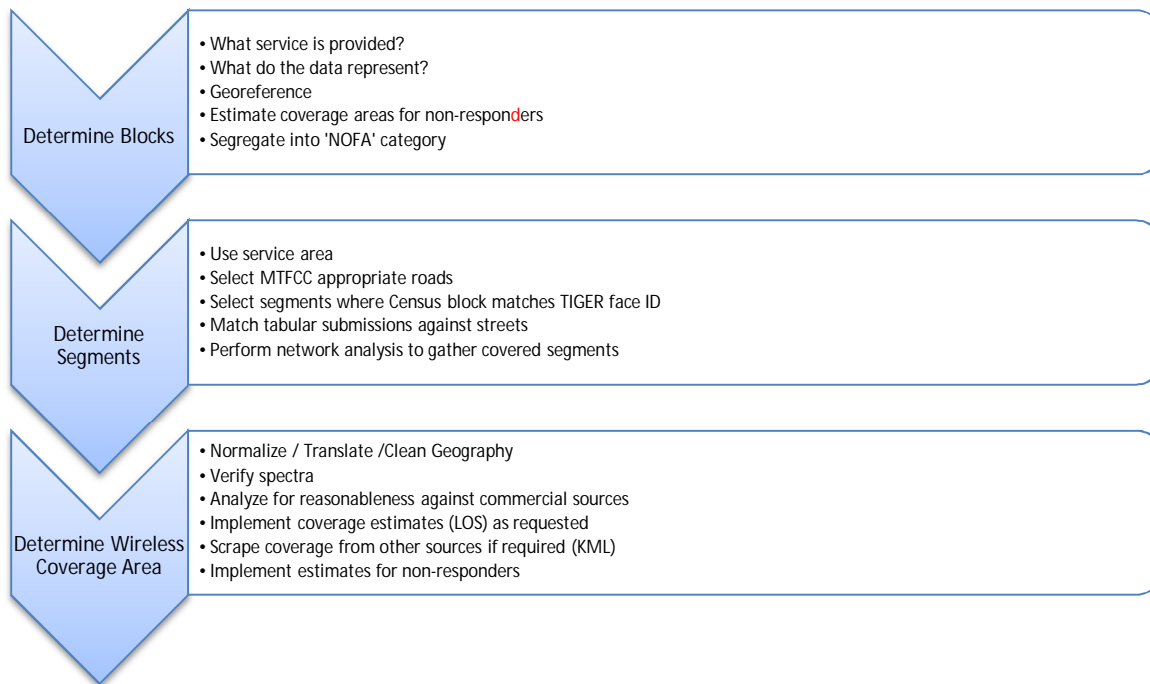 Determine Blocks
• What service is provided?
• What do the data represent?
• Georeference
• Estimate coverage areas for non-responders
• Segregate into 'NOFA' category
Determine
Segments
• Use service area
• Select MTFCC appropriate roads
• Select segments where Census block matches TIGER face ID
• Match tabular submissions against streets
• Perform network analysis to gather covered segments
Determine Wireless
Coverage Area
• Normalize / Translate /Clean Geography
• Verify spectra
• Analyze for reasonableness against commercial sources
• Implement coverage estimates (LOS) as requested
• Scrape coverage from other sources if required (KML)
• Implement estimates for non-responders